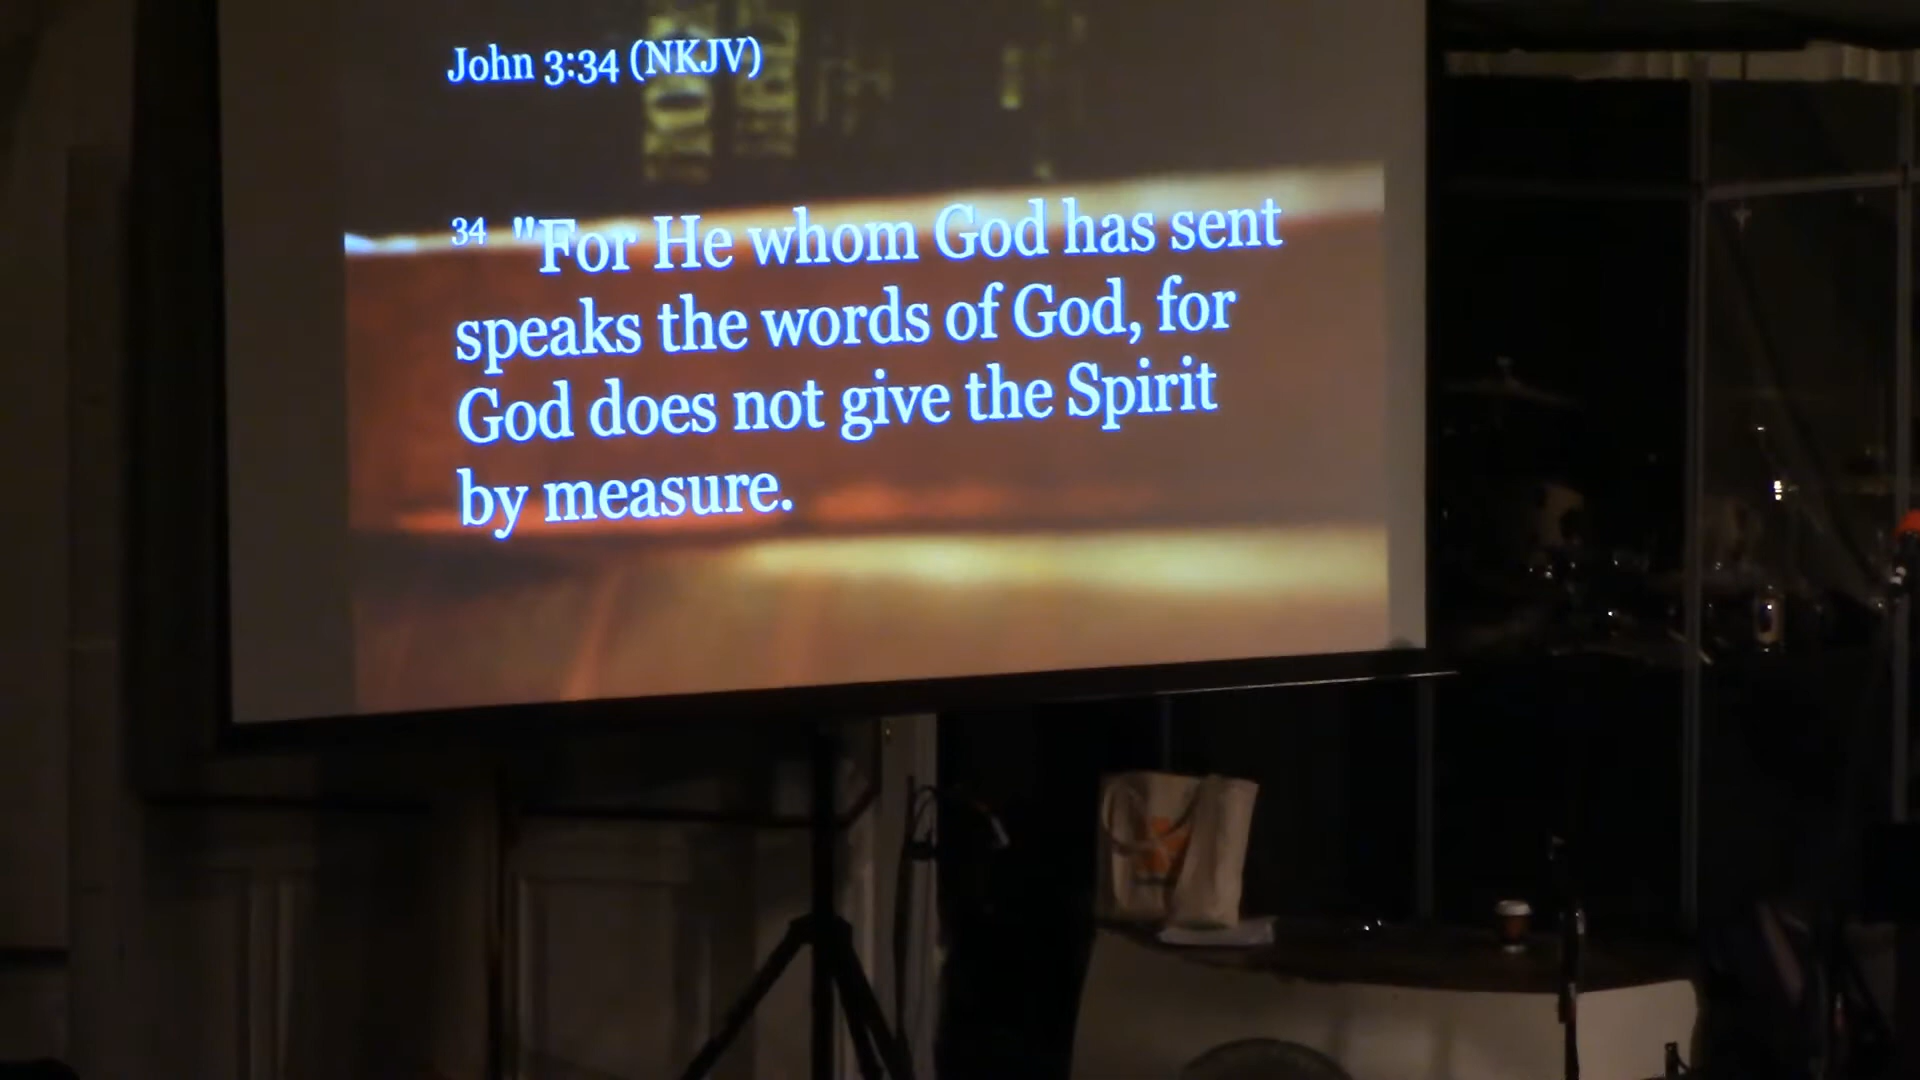 John 3:34 (NKJV)
34 "For He whom God has sent
speaks the words of God, for
God does not give the Spirit
by measure.